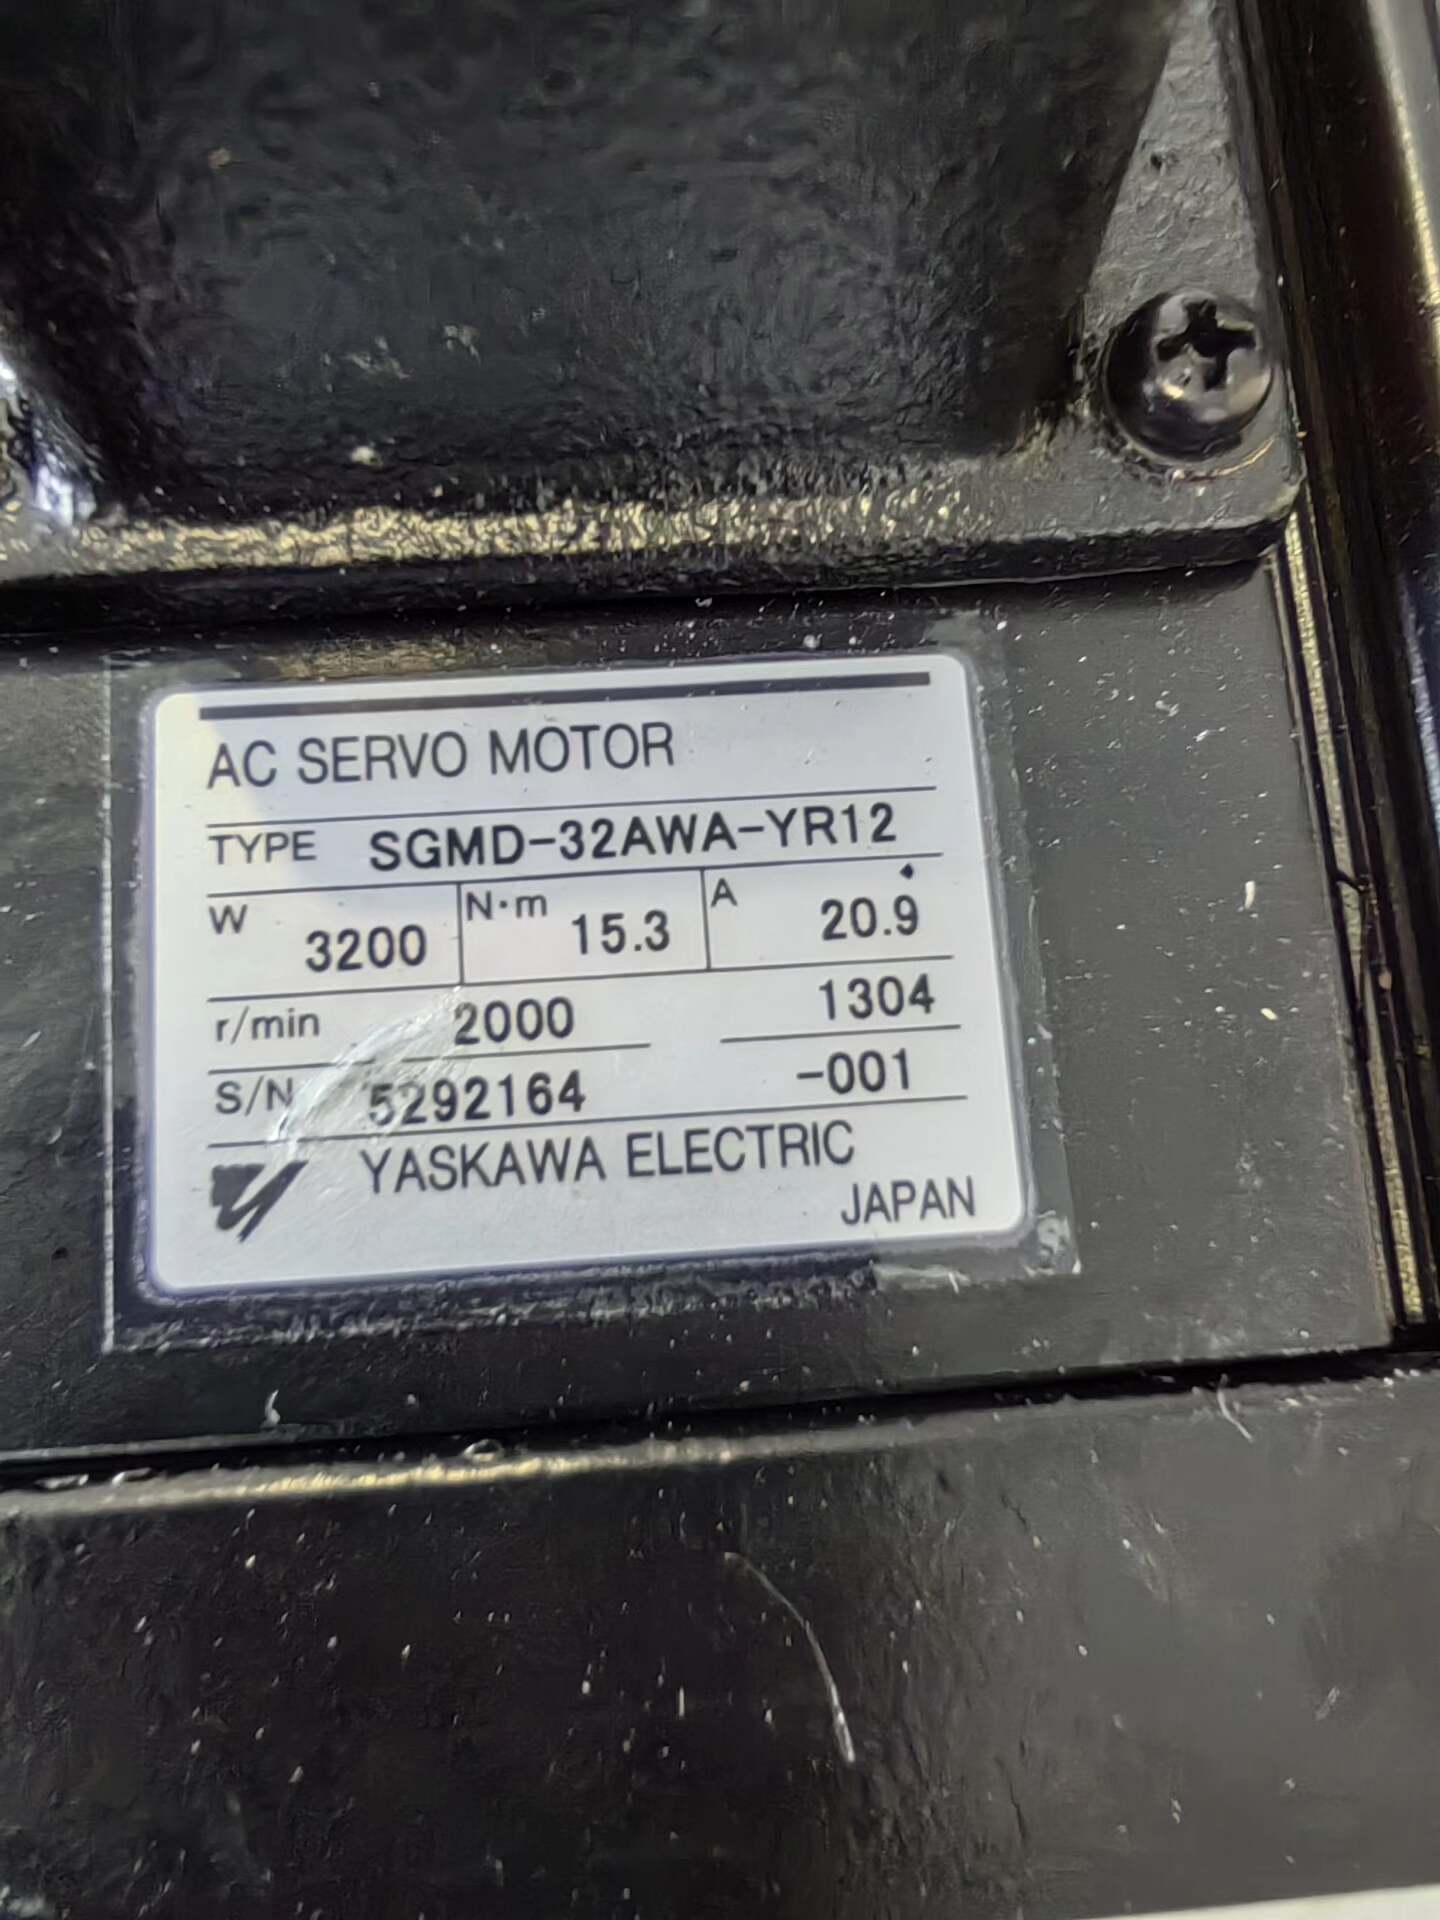 AC SERVO MOTOR
TYPE SGMD-32AWA-YR12
W 3200 N·m 15.3 A 20.9
r/min 2000 1304
S/N 5292164 -001
YASKAWA ELECTRIC
JAPAN